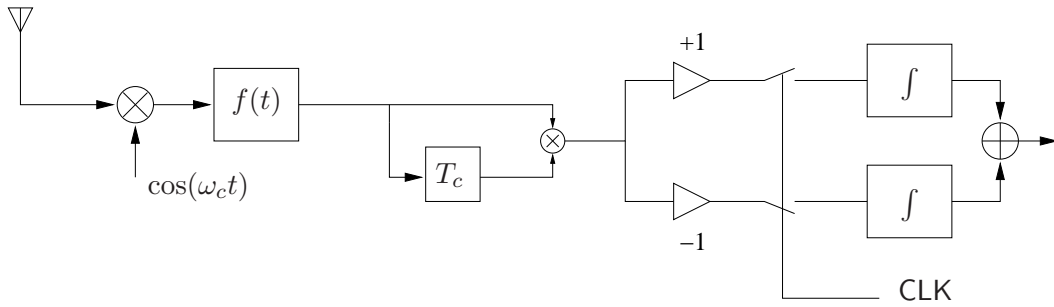 +1
f(t)
∫
×
×
T_c
cos(ω_c t)
−1
∫
CLK